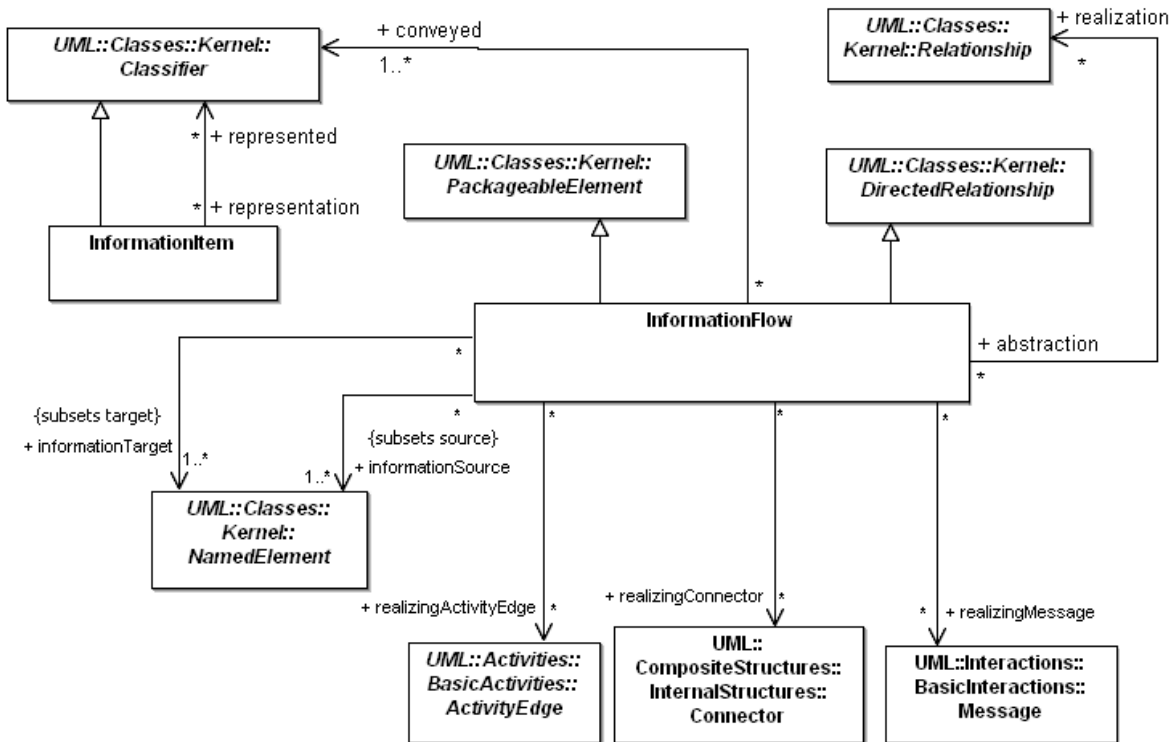 UML::Classes::Kernel::
Classifier
+ conveyed
1..*
UML::Classes::
Kernel::Relationship
+ realization
*
* + represented
* + representation
InformationItem
UML::Classes::Kernel::
PackageableElement
UML::Classes::Kernel::
DirectedRelationship
*
InformationFlow
+ abstraction
*
*
{subsets target}
+ informationTarget
1..*
*
{subsets source}
+ informationSource
1..*
*
*
*
UML::Classes::
Kernel::
NamedElement
+ realizingActivityEdge *
+ realizingConnector *
* + realizingMessage
UML::Activities::
BasicActivities::
ActivityEdge
UML::
CompositeStructures::
InternalStructures::
Connector
UML::Interactions::
BasicInteractions::
Message